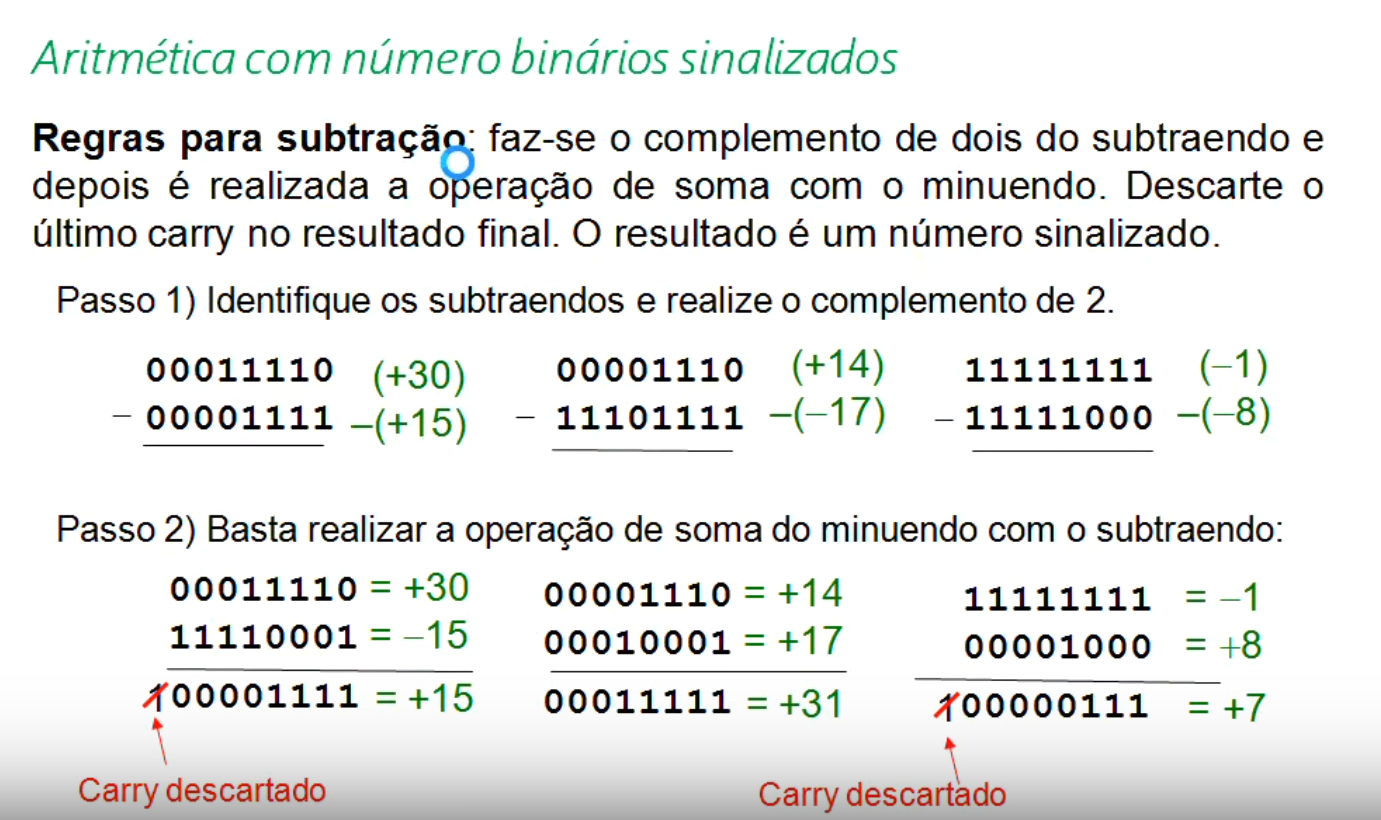 Aritmética com número binários sinalizados
Regras para subtração: faz-se o complemento de dois do subtraendo e
depois é realizada a operação de soma com o minuendo. Descarte o
último carry no resultado final. O resultado é um número sinalizado.
Passo 1) Identifique os subtraendos e realize o complemento de 2.
00011110 (+30) 00001110 (+14) 11111111 (–1)
– 00001111 –(+15) – 11101111 –(–17) – 11111000 –(–8)
Passo 2) Basta realizar a operação de soma do minuendo com o subtraendo:
00011110 = +30 00001110 = +14 11111111 = –1
11110001 = –15 00010001 = +17 00001000 = +8
100001111 = +15 00011111 = +31 100000111 = +7
Carry descartado Carry descartado